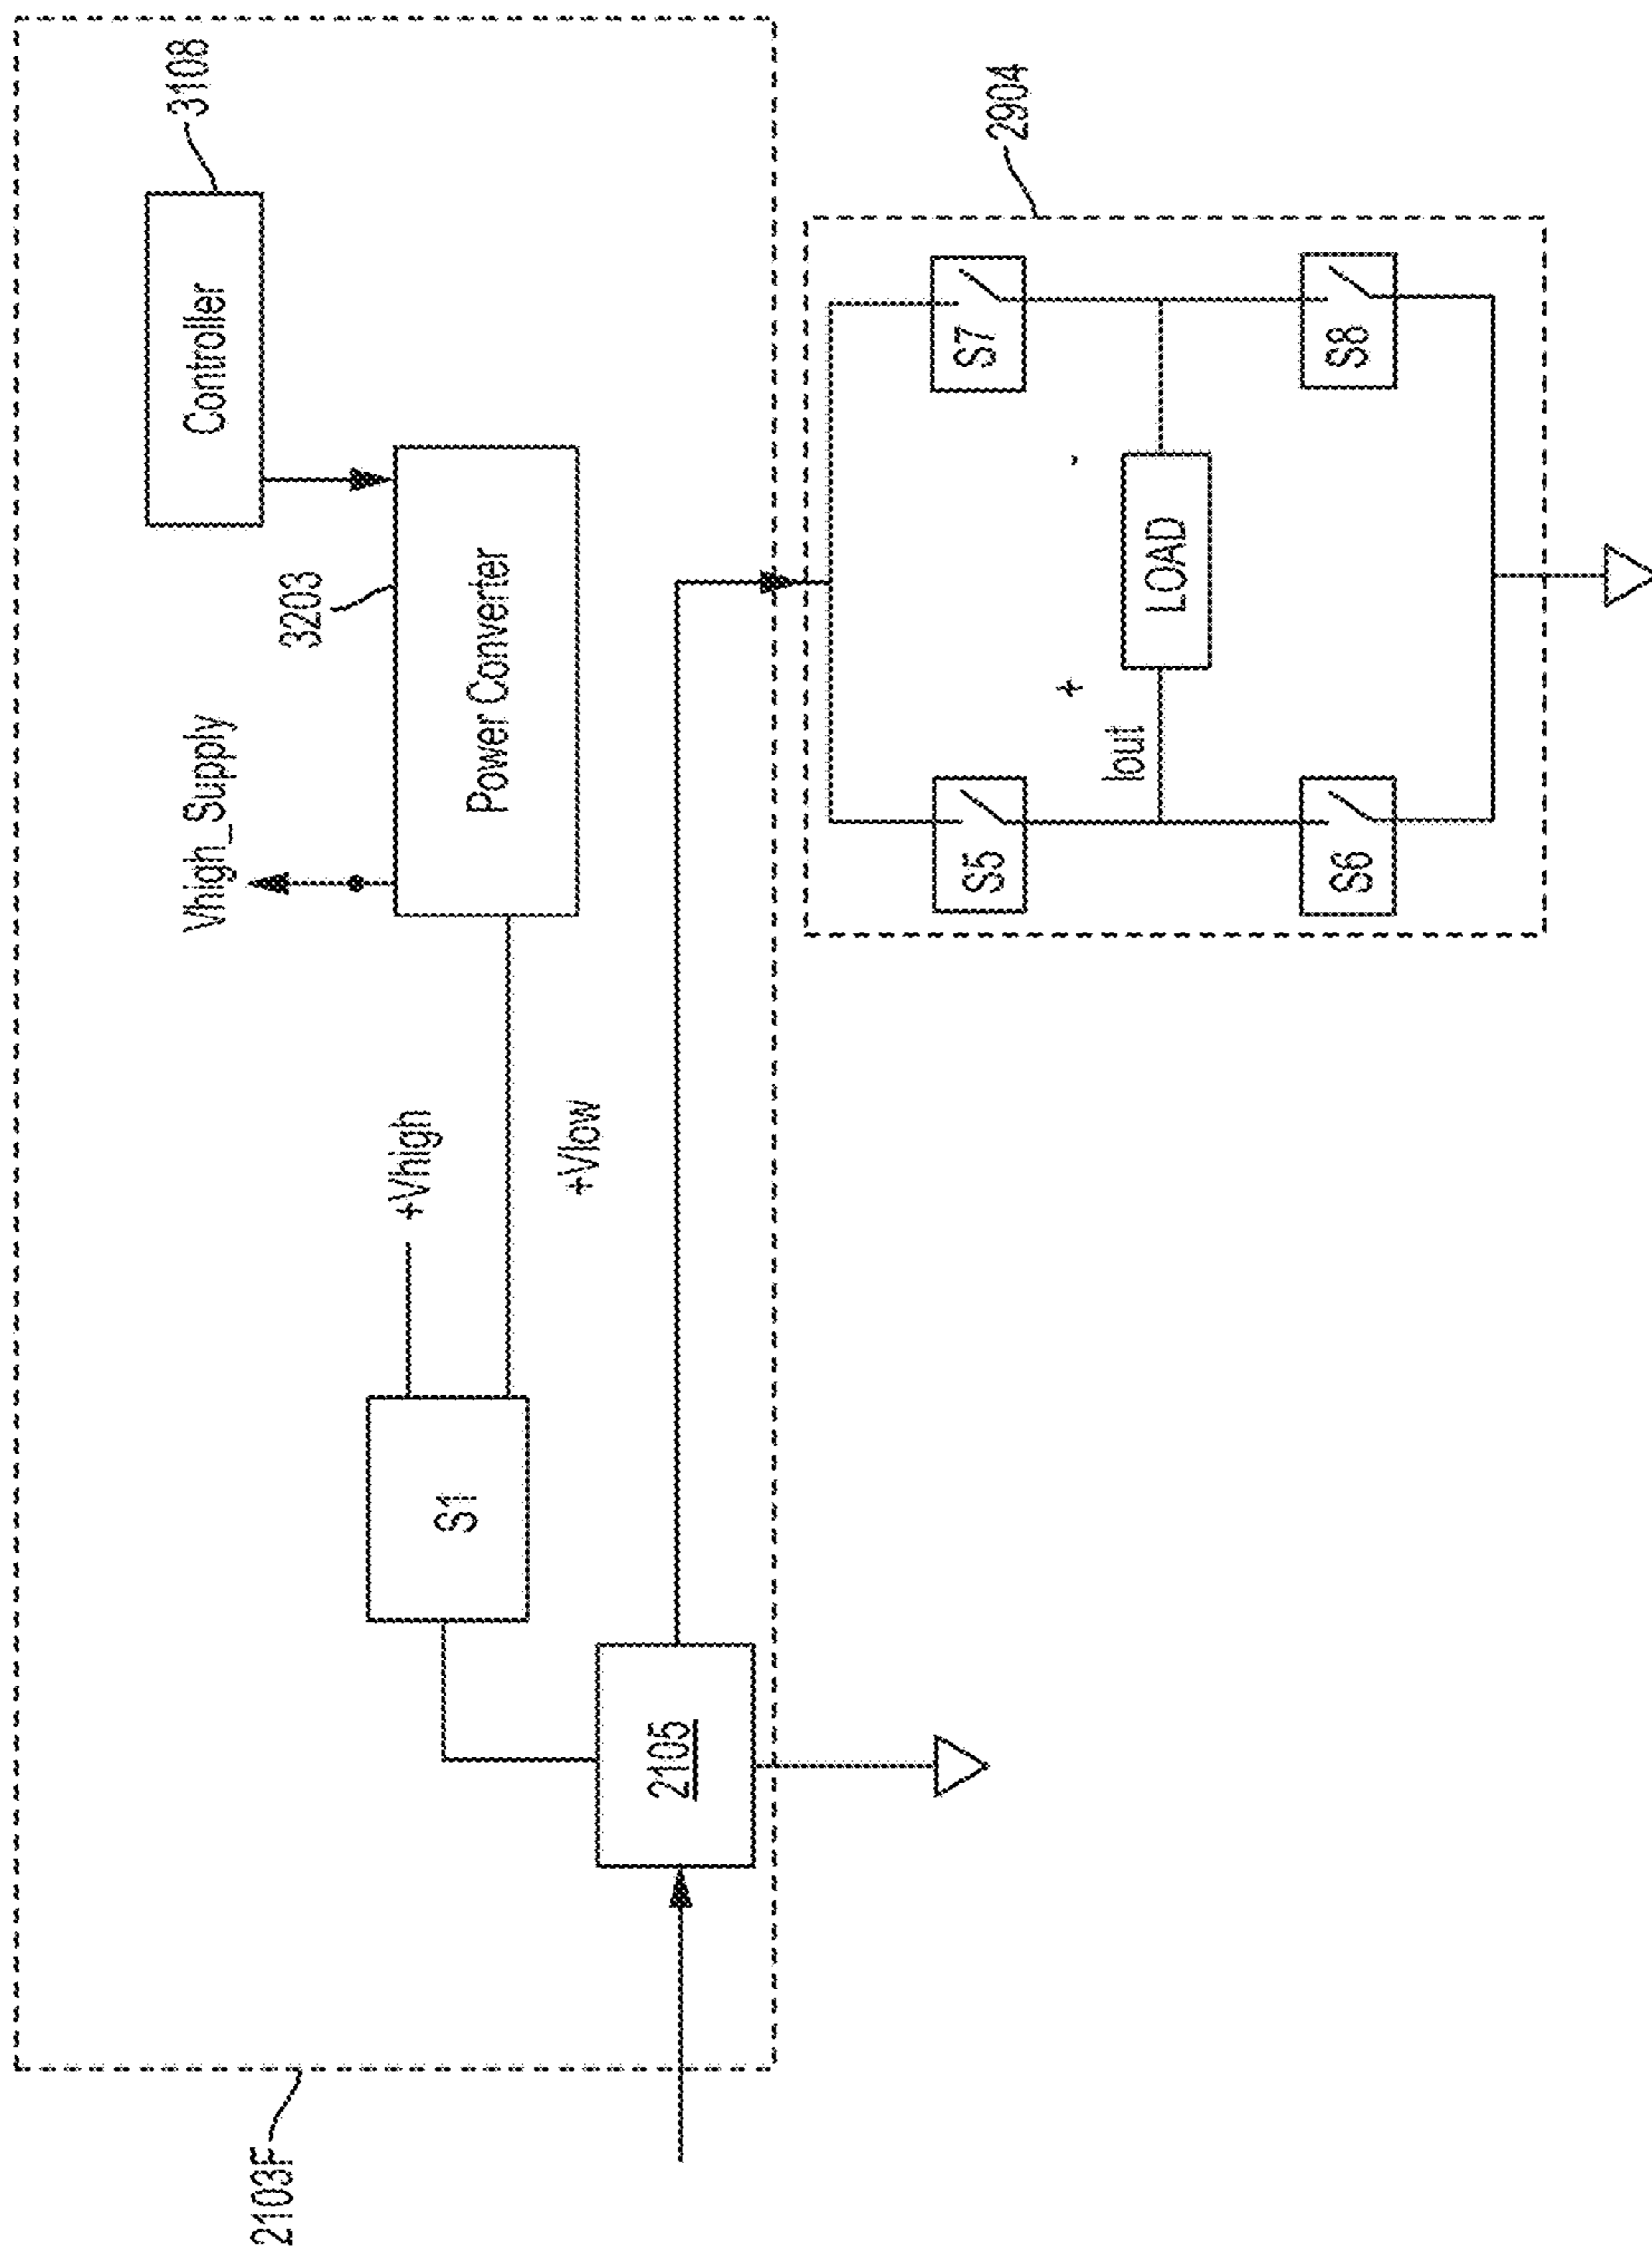 3108
Controller
3203
Power Converter
Vhigh_Supply
+Vhigh
+Vlow
S1
2105
2103F
2904
S7
S8
-
LOAD
+
Iout
S5
S6